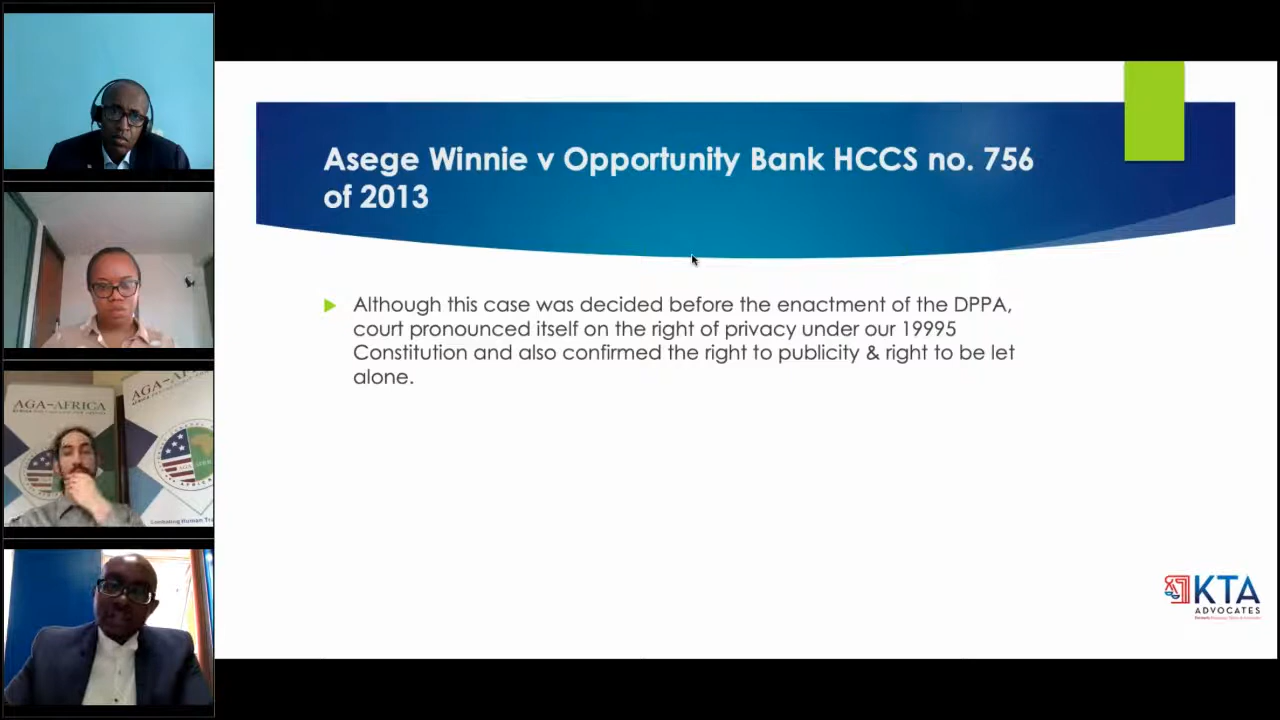 Asege Winnie v Opportunity Bank HCCS no. 756
of 2013
Although this case was decided before the enactment of the DPPA,
court pronounced itself on the right of privacy under our 19995
Constitution and also confirmed the right to publicity & right to be let
alone.
AGA-AFRICA
AGA-AFRICA
KTA
ADVOCATES